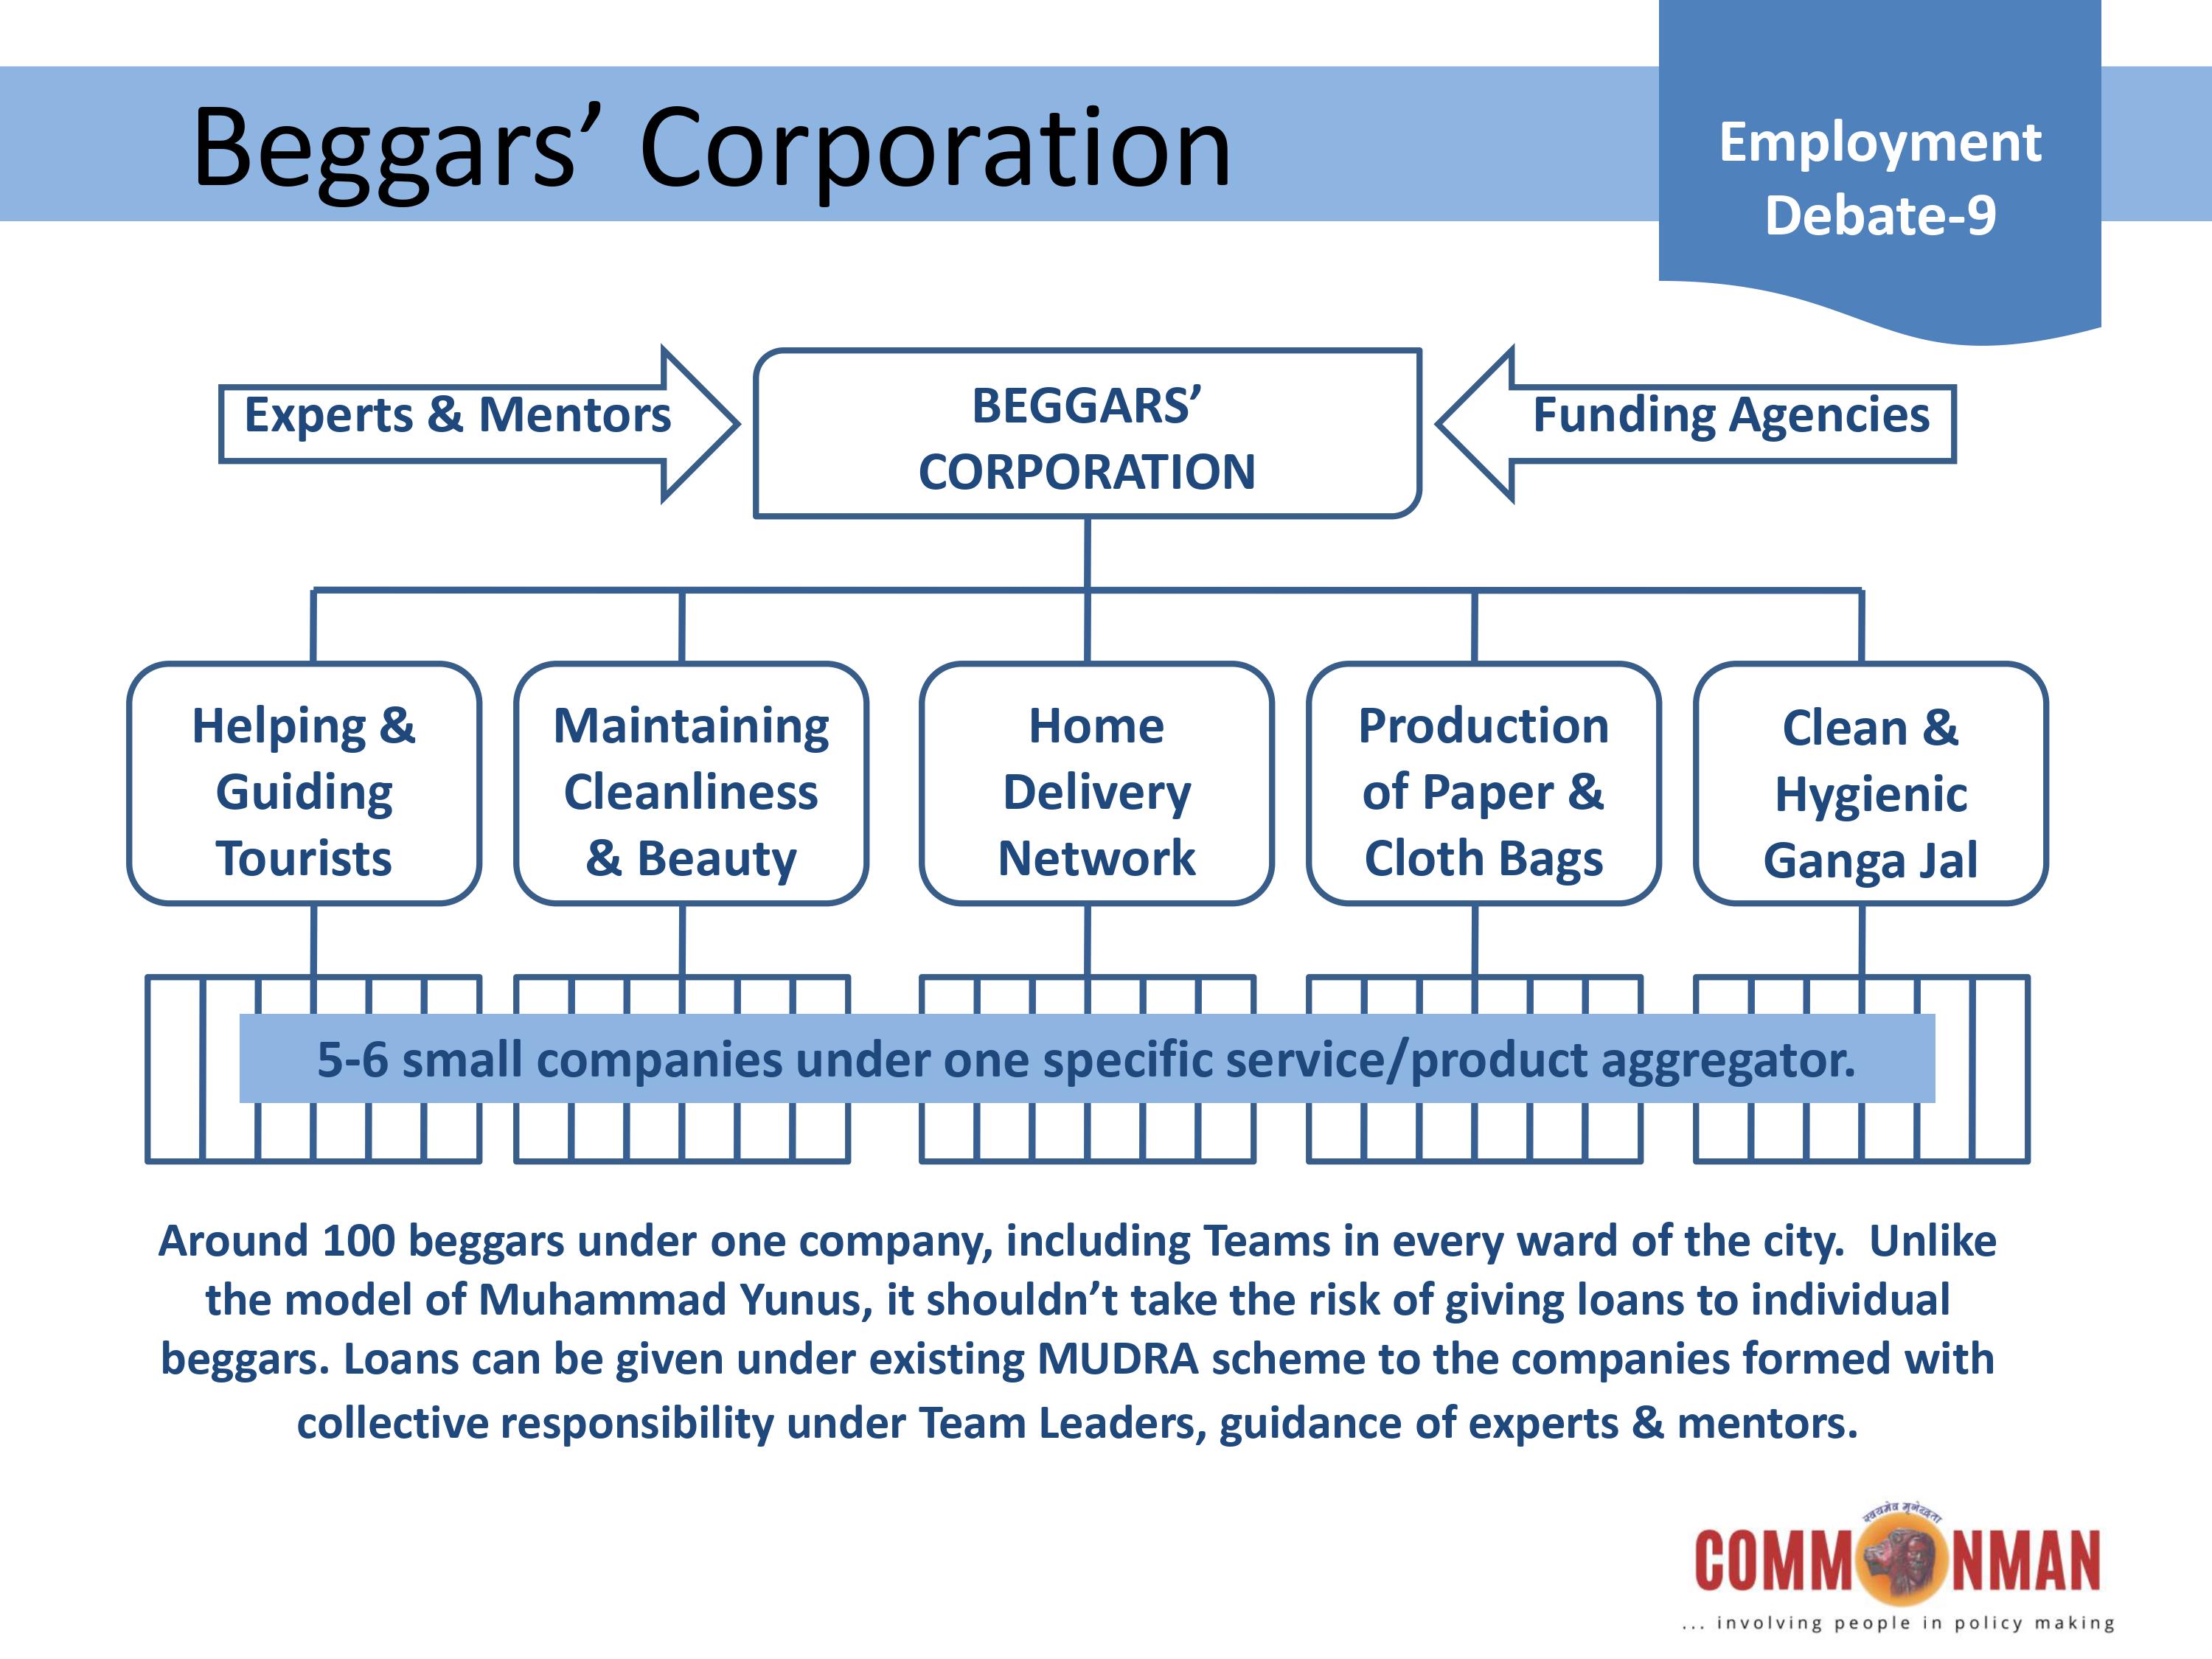 Beggars’ Corporation
Employment
Debate-9
Experts & Mentors
BEGGARS’
CORPORATION
Funding Agencies
Helping &
Guiding
Tourists
Maintaining
Cleanliness
& Beauty
Home
Delivery
Network
Production
of Paper &
Cloth Bags
Clean &
Hygienic
Ganga Jal
5-6 small companies under one specific service/product aggregator.
Around 100 beggars under one company, including Teams in every ward of the city.  Unlike
the model of Muhammad Yunus, it shouldn’t take the risk of giving loans to individual
beggars. Loans can be given under existing MUDRA scheme to the companies formed with
collective responsibility under Team Leaders, guidance of experts & mentors.
स्वयमेव मृगेन्द्रता
COMMONMAN
... involving people in policy making